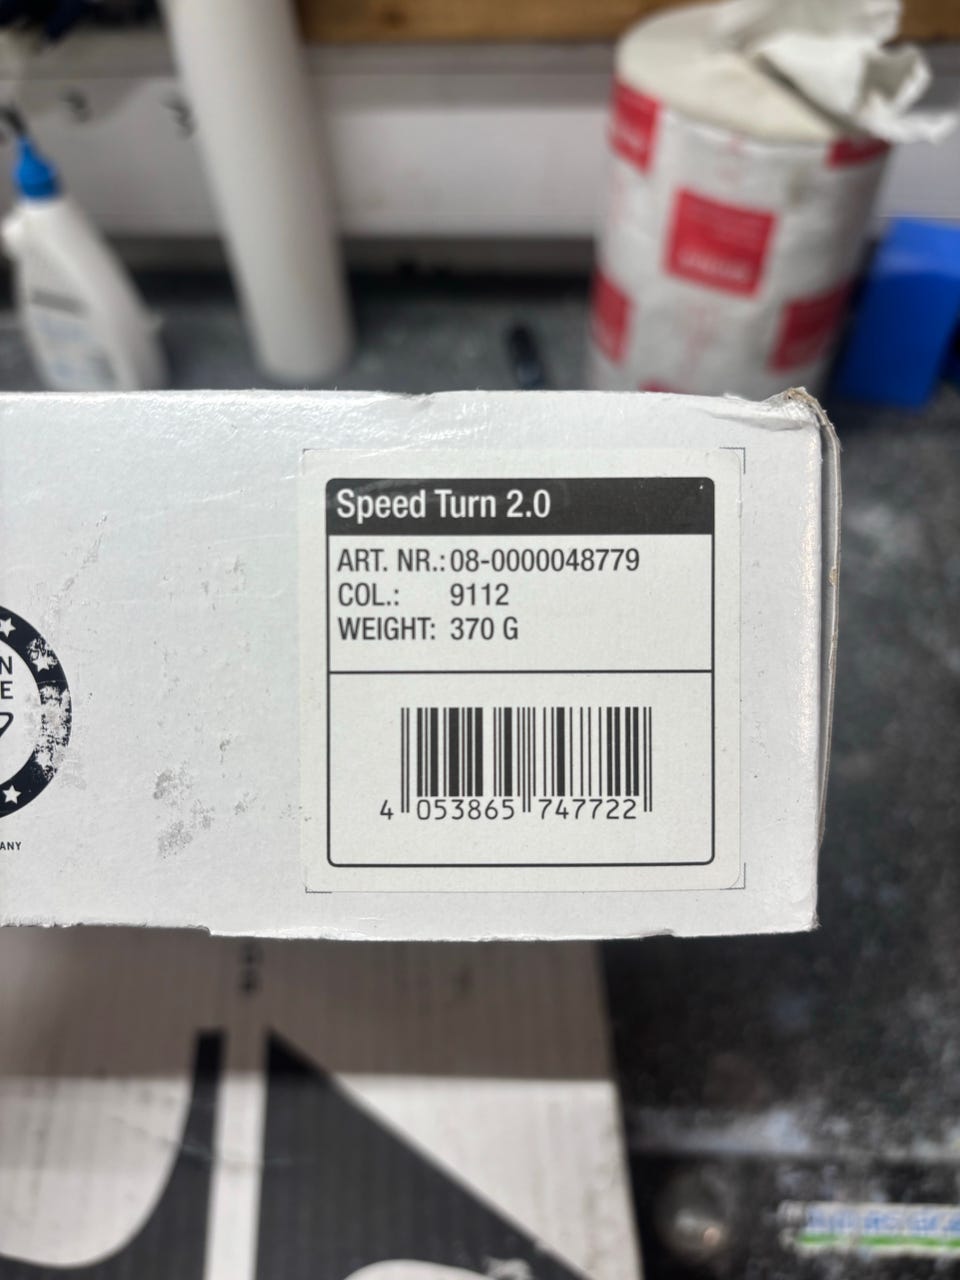 Speed Turn 2.0
ART. NR.: 08-0000048779
COL.: 9112
WEIGHT: 370 G
4 053865 747722